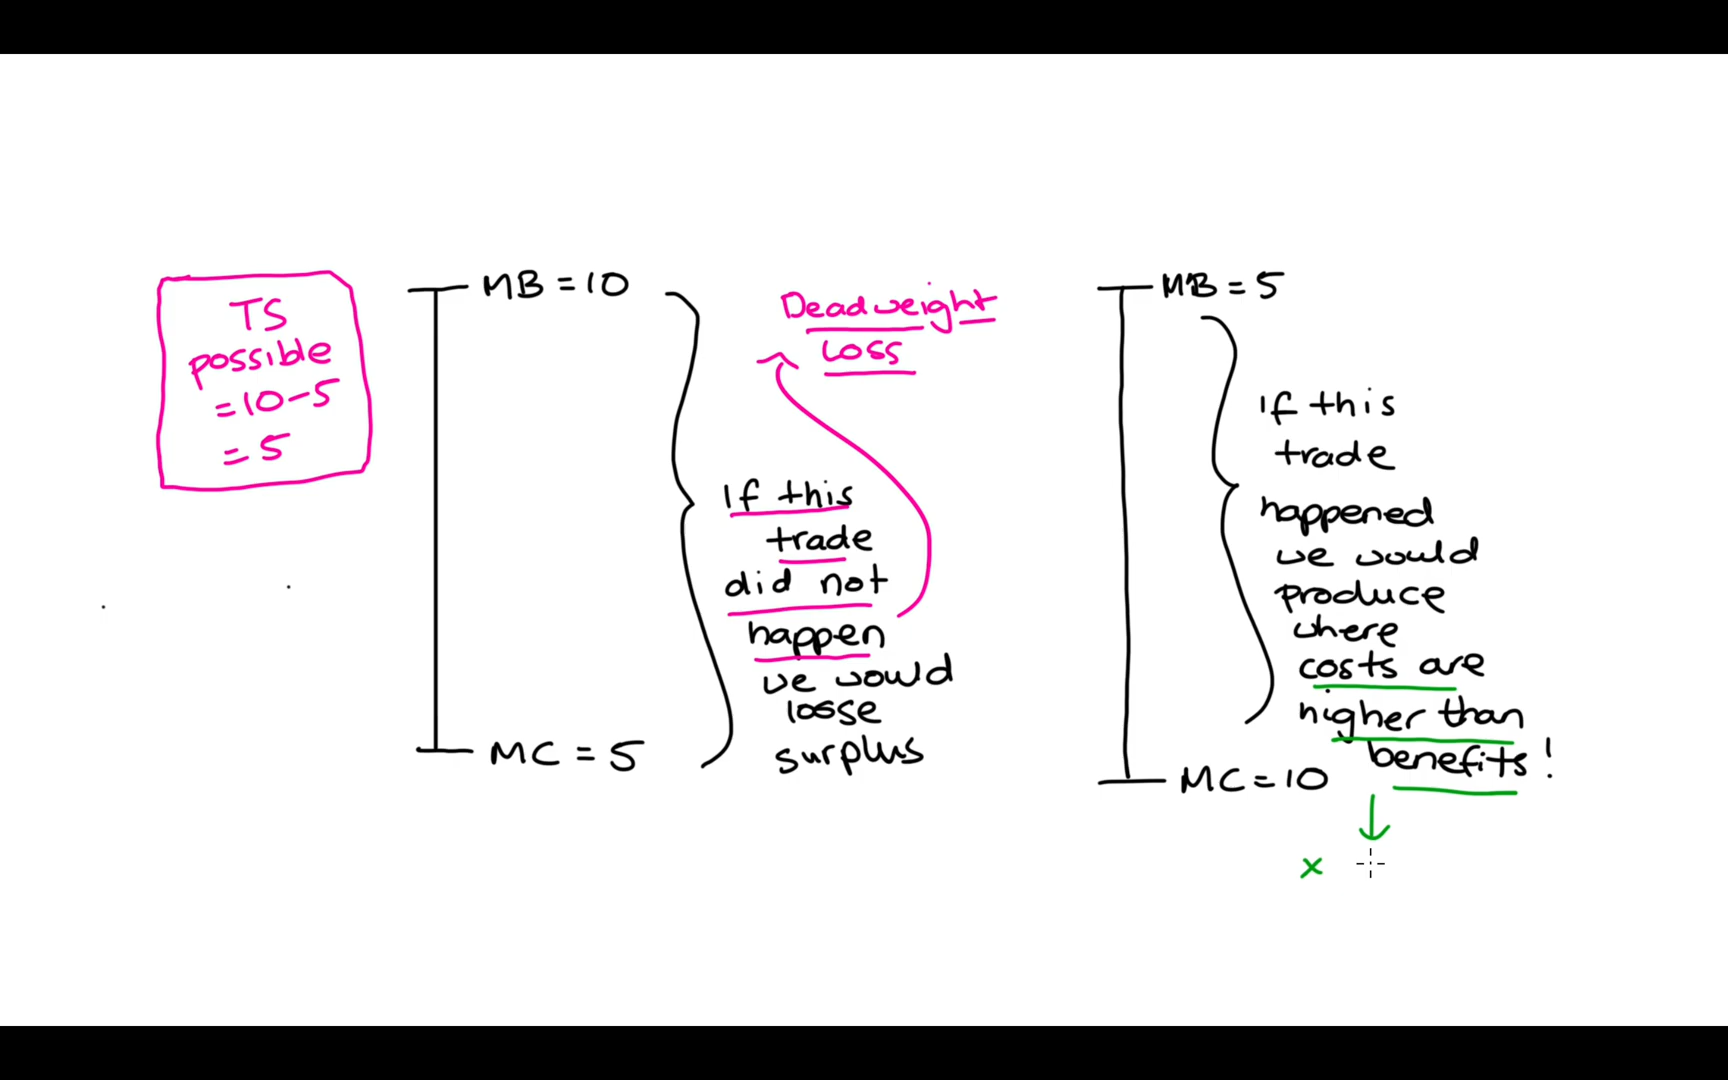 TS
possible
=10-5
= 5
MB = 10
MC = 5
Deadweight
Loss
If this
trade
did not
happen
we would
losse
surplus
MB = 5
If this
trade
happened
we would
produce
where
costs are
higher than
benefits!
MC = 10
x